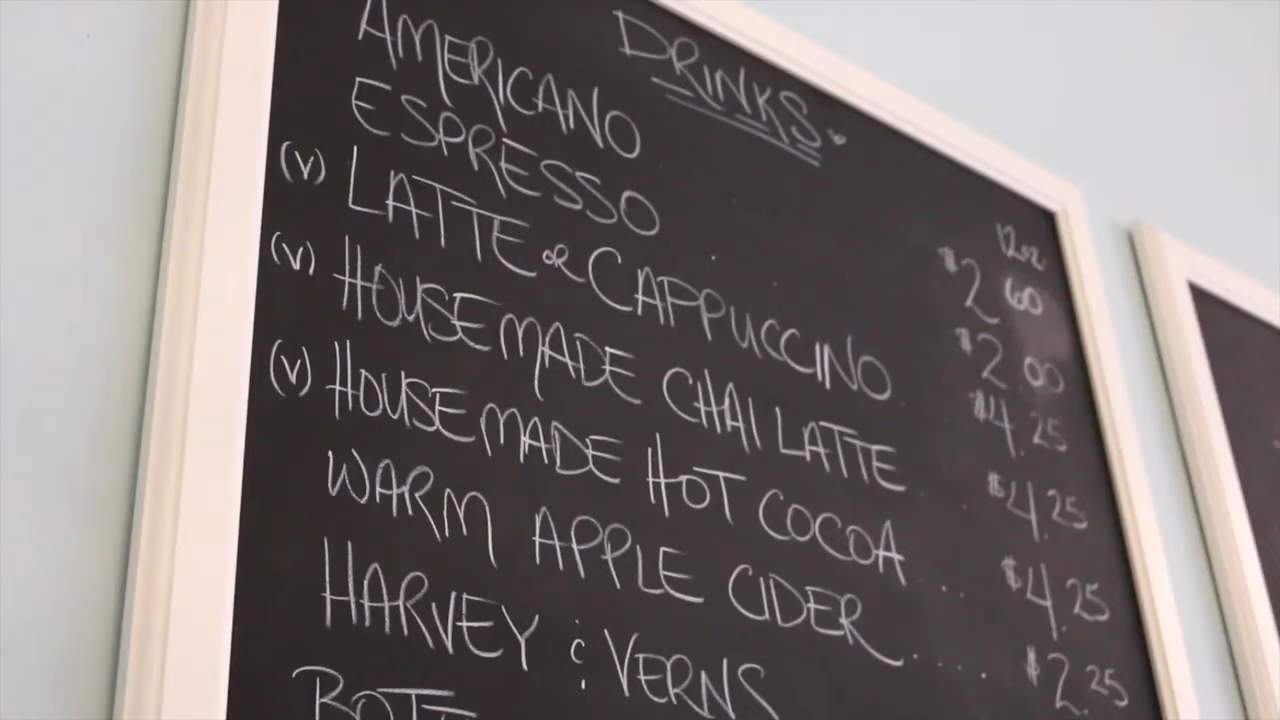 DRINKS
12oz
AMERICANO $2 60
ESPRESSO $2 00
(V) LATTE OR CAPPUCCINO $4.25
(V) HOUSEMADE CHAI LATTE $4.25
(V) HOUSEMADE HOT COCOA ... $4.25
WARM APPLE CIDER ..... $2.25
HARVEY & VERNS